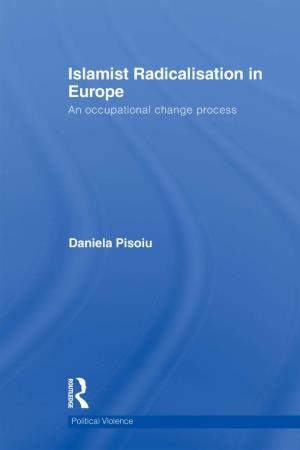 Islamist Radicalisation in
Europe
An occupational change process
Daniela Pisoiu
ROUTLEDGE
Political Violence